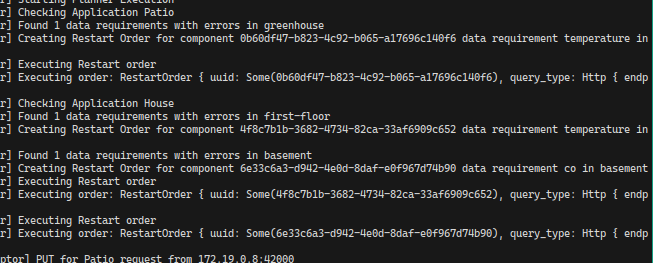 r] Starting Planner Execution
r] Checking Application Patio
r] Found 1 data requirements with errors in greenhouse
r] Creating Restart Order for component 0b60df47-b823-4c92-b065-a17696c140f6 data requirement temperature in
r] Executing Restart order
r] Executing order: RestartOrder { uuid: Some(0b60df47-b823-4c92-b065-a17696c140f6), query_type: Http { endp
r] Checking Application House
r] Found 1 data requirements with errors in first-floor
r] Creating Restart Order for component 4f8c7b1b-3682-4734-82ca-33af6909c652 data requirement temperature in
r] Found 1 data requirements with errors in basement
r] Creating Restart Order for component 6e33c6a3-d942-4e0d-8daf-e0f967d74b90 data requirement co in basement
r] Executing Restart order
r] Executing order: RestartOrder { uuid: Some(4f8c7b1b-3682-4734-82ca-33af6909c652), query_type: Http { endp
r] Executing Restart order
r] Executing order: RestartOrder { uuid: Some(6e33c6a3-d942-4e0d-8daf-e0f967d74b90), query_type: Http { endp
ptor] PUT for Patio request from 172.19.0.8:42000